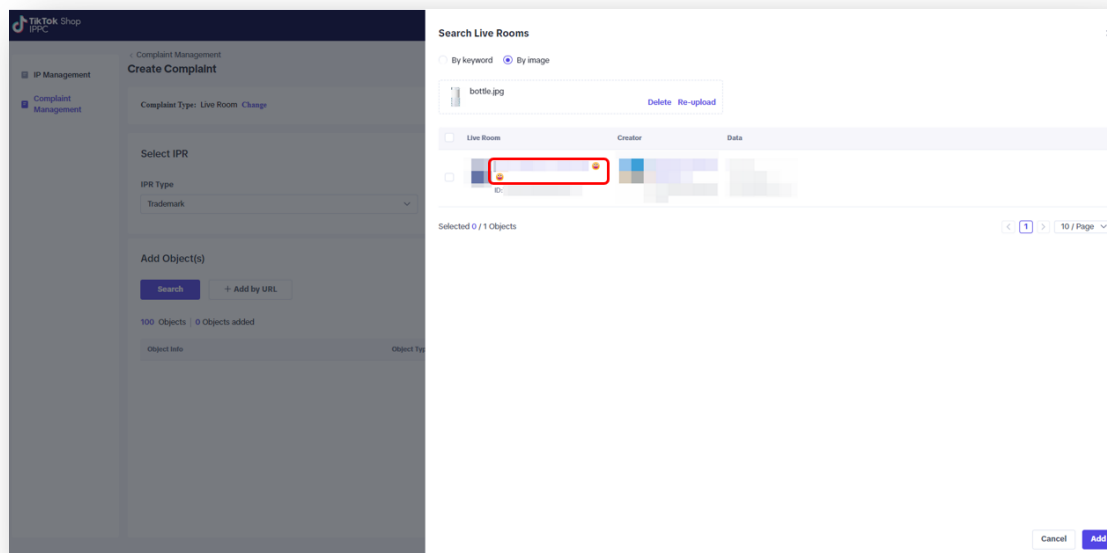 TikTok Shop
IPPC
IP Management
Complaint
Management
‹ Complaint Management
Create Complaint
Complaint Type: Live Room Change
Select IPR
IPR Type
Trademark
Add Object(s)
Search
+ Add by URL
100 Objects | 0 Objects added
Object Info
Search Live Rooms
By keyword
By image
bottle.jpg
Delete Re-upload
Live Room
Creator
Data
😄
😄
ID:
Selected 0 / 1 Objects
< 1 > 10 / Page
Cancel
Add